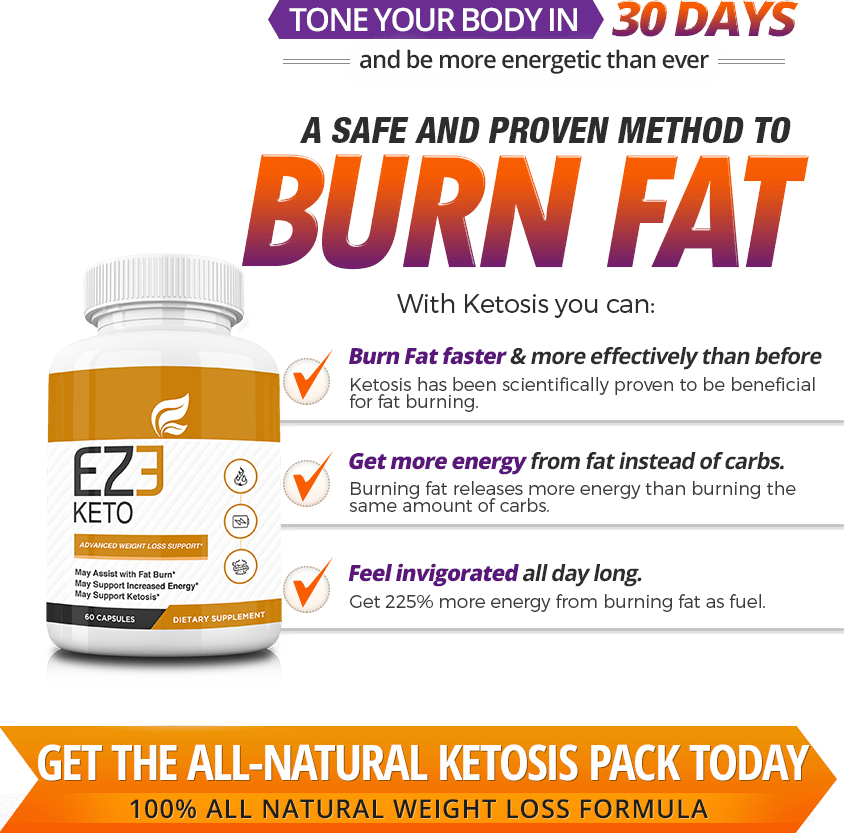 TONE YOUR BODY IN 30 DAYS
and be more energetic than ever
A SAFE AND PROVEN METHOD TO
BURN FAT
With Ketosis you can:
Burn Fat faster & more effectively than before
Ketosis has been scientifically proven to be beneficial
for fat burning.
Get more energy from fat instead of carbs.
Burning fat releases more energy than burning the
same amount of carbs.
Feel invigorated all day long.
Get 225% more energy from burning fat as fuel.
EZ3
KETO
ADVANCED WEIGHT LOSS SUPPORT*
May Assist with Fat Burn*
May Support Increased Energy*
May Support Ketosis*
60 CAPSULES
DIETARY SUPPLEMENT
GET THE ALL-NATURAL KETOSIS PACK TODAY
100% ALL NATURAL WEIGHT LOSS FORMULA